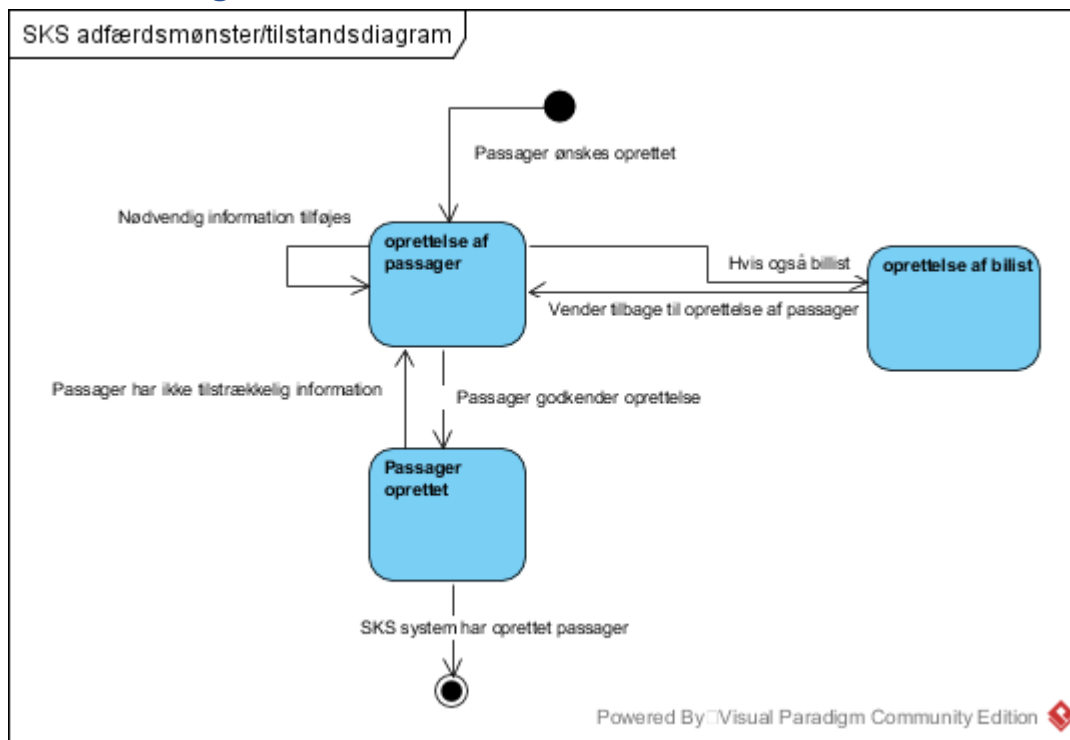 SKS adfærdsmønster/tilstandsdiagram
Passager ønskes oprettet
Nødvendig information tilføjes
oprettelse af
passager
Hvis også billist
oprettelse af bilist
Vender tilbage til oprettelse af passager
Passager har ikke tilstrækkelig information
Passager godkender oprettelse
Passager
oprettet
SKS system har oprettet passager
Powered By Visual Paradigm Community Edition